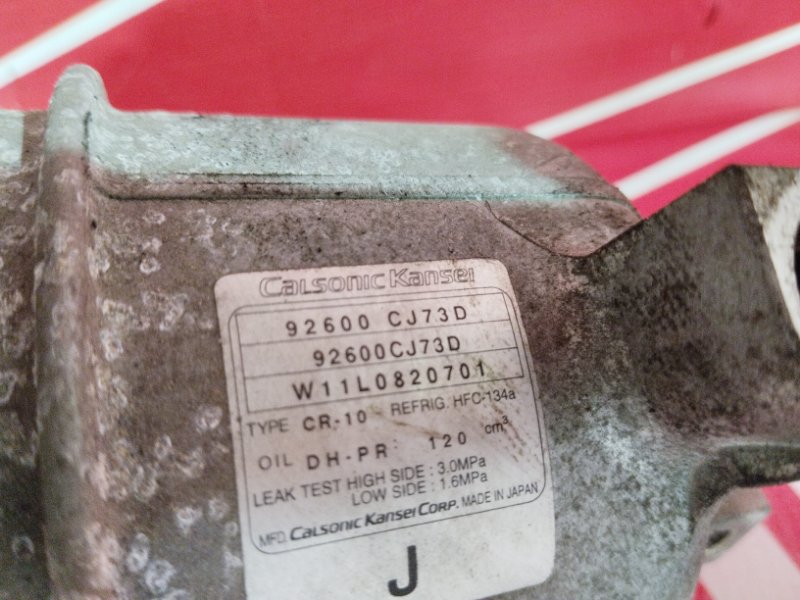 Calsonic Kansei
92600 CJ73D
92600CJ73D
W11L0820701
TYPE CR-10 REFRIG. HFC-134a
OIL DH-PR 120 cm³
LEAK TEST HIGH SIDE : 3.0MPa
LOW SIDE : 1.6MPa
MFD. Calsonic Kansei Corp. MADE IN JAPAN
J